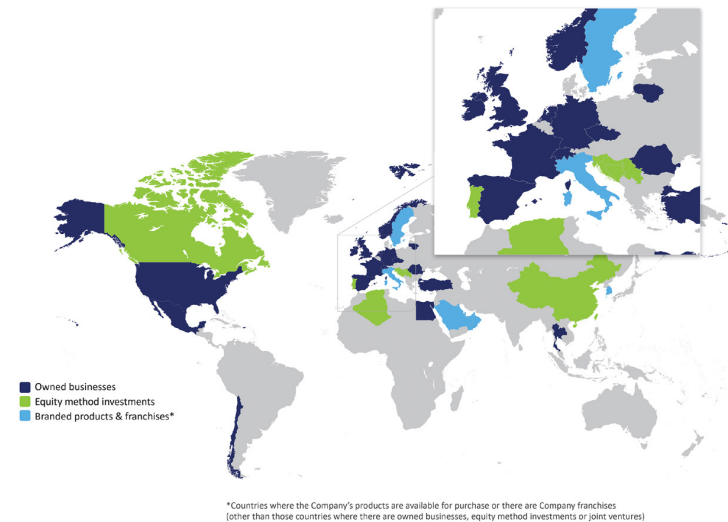 Owned businesses
Equity method investments
Branded products & franchises*
*Countries where the Company's products are available for purchase or there are Company franchises
(other than those countries where there are owned businesses, equity method investments or joint ventures)